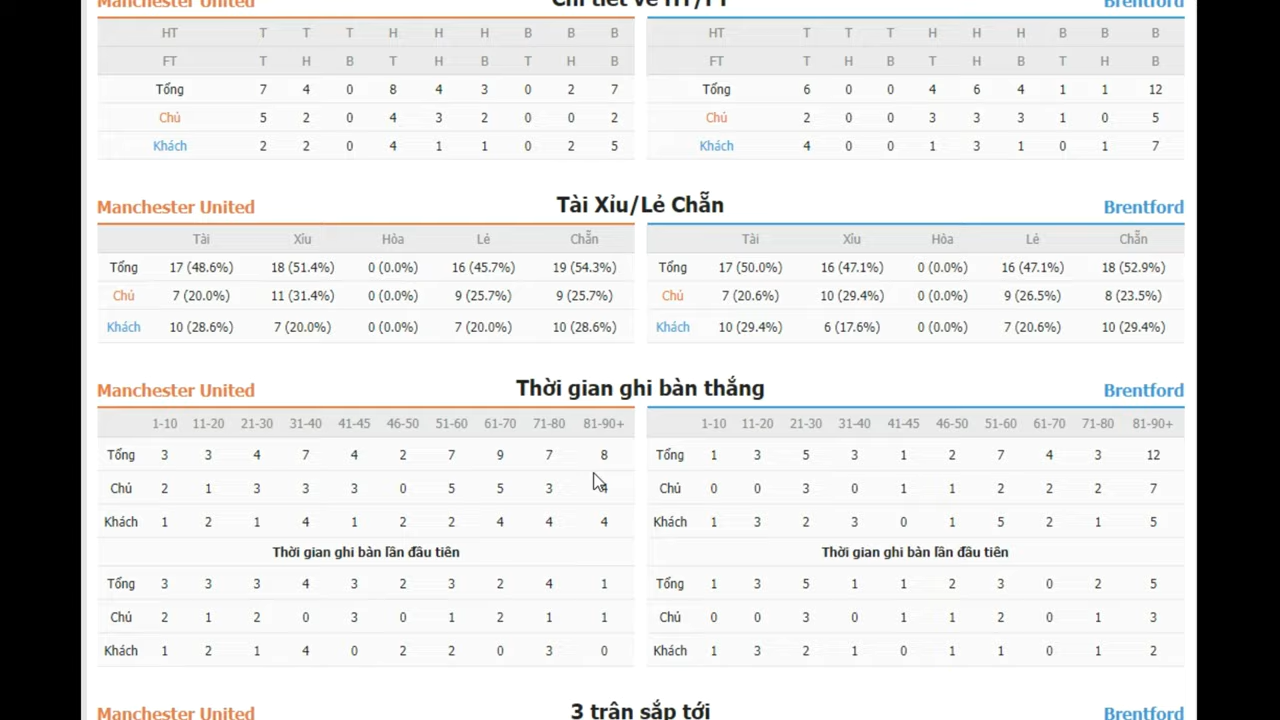 Manchester United Chi tiết về HT/FT Brentford
HT T T T H H H B B B HT T T T H H H B B B
FT T H B T H B T H B FT T H B T H B T H B
Tổng 7 4 0 8 4 3 0 2 7 Tổng 6 0 0 4 6 4 1 1 12
Chủ 5 2 0 4 3 2 0 0 2 Chủ 2 0 0 3 3 3 1 0 5
Khách 2 2 0 4 1 1 0 2 5 Khách 4 0 0 1 3 1 0 1 7
Manchester United Tài Xỉu/Lẻ Chẵn Brentford
Tài Xỉu Hòa Lẻ Chẵn Tài Xỉu Hòa Lẻ Chẵn
Tổng 17 (48.6%) 18 (51.4%) 0 (0.0%) 16 (45.7%) 19 (54.3%) Tổng 17 (50.0%) 16 (47.1%) 0 (0.0%) 16 (47.1%) 18 (52.9%)
Chủ 7 (20.0%) 11 (31.4%) 0 (0.0%) 9 (25.7%) 9 (25.7%) Chủ 7 (20.6%) 10 (29.4%) 0 (0.0%) 9 (26.5%) 8 (23.5%)
Khách 10 (28.6%) 7 (20.0%) 0 (0.0%) 7 (20.0%) 10 (28.6%) Khách 10 (29.4%) 6 (17.6%) 0 (0.0%) 7 (20.6%) 10 (29.4%)
Manchester United Thời gian ghi bàn thắng Brentford
1-10 11-20 21-30 31-40 41-45 46-50 51-60 61-70 71-80 81-90+ 1-10 11-20 21-30 31-40 41-45 46-50 51-60 61-70 71-80 81-90+
Tổng 3 3 4 7 4 2 7 9 7 8 Tổng 1 3 5 3 1 2 7 4 3 12
Chủ 2 1 3 3 3 0 5 5 3 4 Chủ 0 0 3 0 1 1 2 2 2 7
Khách 1 2 1 4 1 2 2 4 4 4 Khách 1 3 2 3 0 1 5 2 1 5
Thời gian ghi bàn lần đầu tiên Thời gian ghi bàn lần đầu tiên
Tổng 3 3 3 4 3 2 3 2 4 1 Tổng 1 3 5 1 1 2 3 0 2 5
Chủ 2 1 2 0 3 0 1 2 1 1 Chủ 0 0 3 0 1 1 2 0 1 3
Khách 1 2 1 4 0 2 2 0 3 0 Khách 1 3 2 1 0 1 1 0 1 2
Manchester United 3 trận sắp tới Brentford